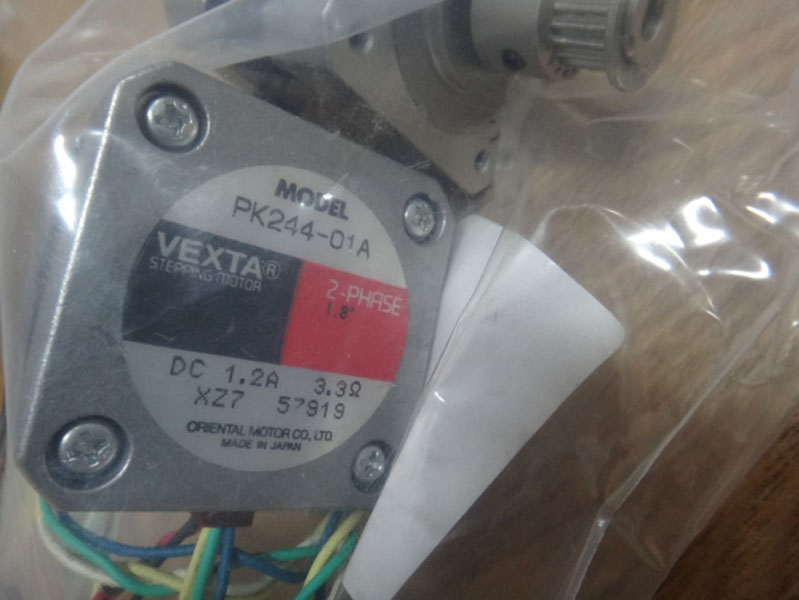 MODEL
PK244-01A
VEXTA®
STEPPING MOTOR
2-PHASE
1.8°
DC 1.2A 3.3Ω
XZ7 57919
ORIENTAL MOTOR CO., LTD.
MADE IN JAPAN